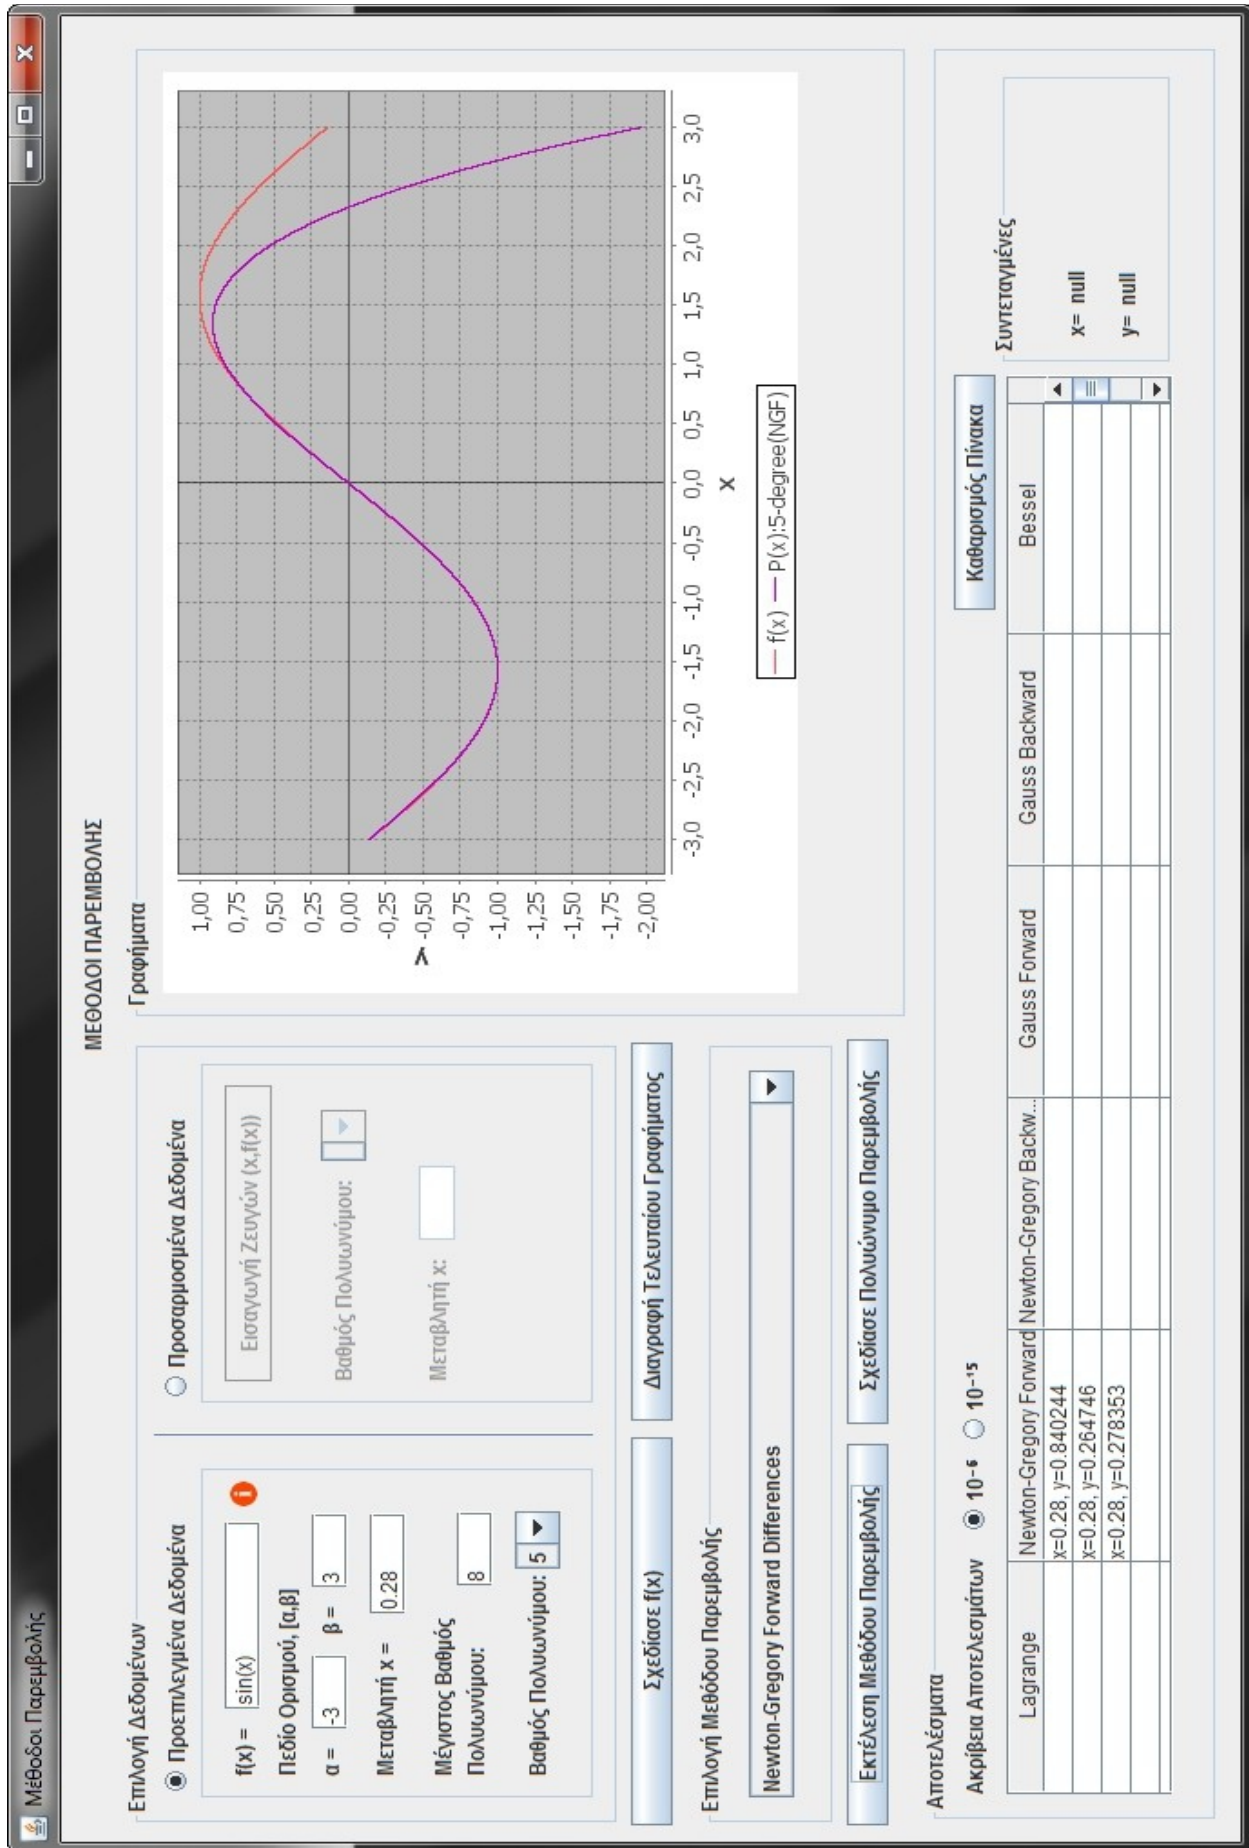 Μέθοδοι Παρεμβολής
ΜΕΘΟΔΟΙ ΠΑΡΕΜΒΟΛΗΣ
Επιλογή Δεδομένων
Προεπιλεγμένα Δεδομένα
f(x) = sin(x)
Πεδίο Ορισμού, [α,β]
α = -3 β = 3
Μεταβλητή x = 0.28
Μέγιστος Βαθμός
Πολυωνύμου: 8
Βαθμός Πολυωνύμου: 5
Προσαρμοσμένα Δεδομένα
Εισαγωγή Ζευγών (x,f(x))
Βαθμός Πολυωνύμου:
Μεταβλητή x:
Σχεδίασε f(x)
Διαγραφή Τελευταίου Γραφήματος
Επιλογή Μεθόδου Παρεμβολής
Newton-Gregory Forward Differences
Εκτέλεση Μεθόδου Παρεμβολής
Σχεδίασε Πολυώνυμο Παρεμβολής
Γραφήματα
1,00
0,75
0,50
0,25
0,00
-0,25
-0,50
-0,75
-1,00
-1,25
-1,50
-1,75
-2,00
Y
-3,0 -2,5 -2,0 -1,5 -1,0 -0,5 0,0 0,5 1,0 1,5 2,0 2,5 3,0
X
f(x) P(x):5-degree(NGF)
Αποτελέσματα
Ακρίβεια Αποτελεσμάτων 10⁻⁶ 10⁻¹⁵
Καθαρισμός Πίνακα
Lagrange Newton-Gregory Forward Newton-Gregory Backw... Gauss Forward Gauss Backward Bessel
x=0.28, y=0.840244
x=0.28, y=0.264746
x=0.28, y=0.278353
Συντεταγμένες
x= null
y= null